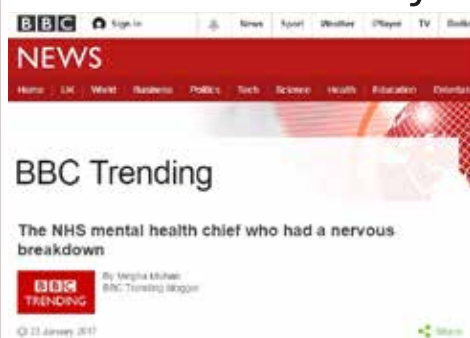 BBC Sign in News Sport Weather iPlayer TV
NEWS
Home UK World Business Politics Tech Science Health Education
BBC Trending
The NHS mental health chief who had a nervous
breakdown
BBC
TRENDING
By Megha Mohan
BBC Trending blogger
23 January 2017 Share